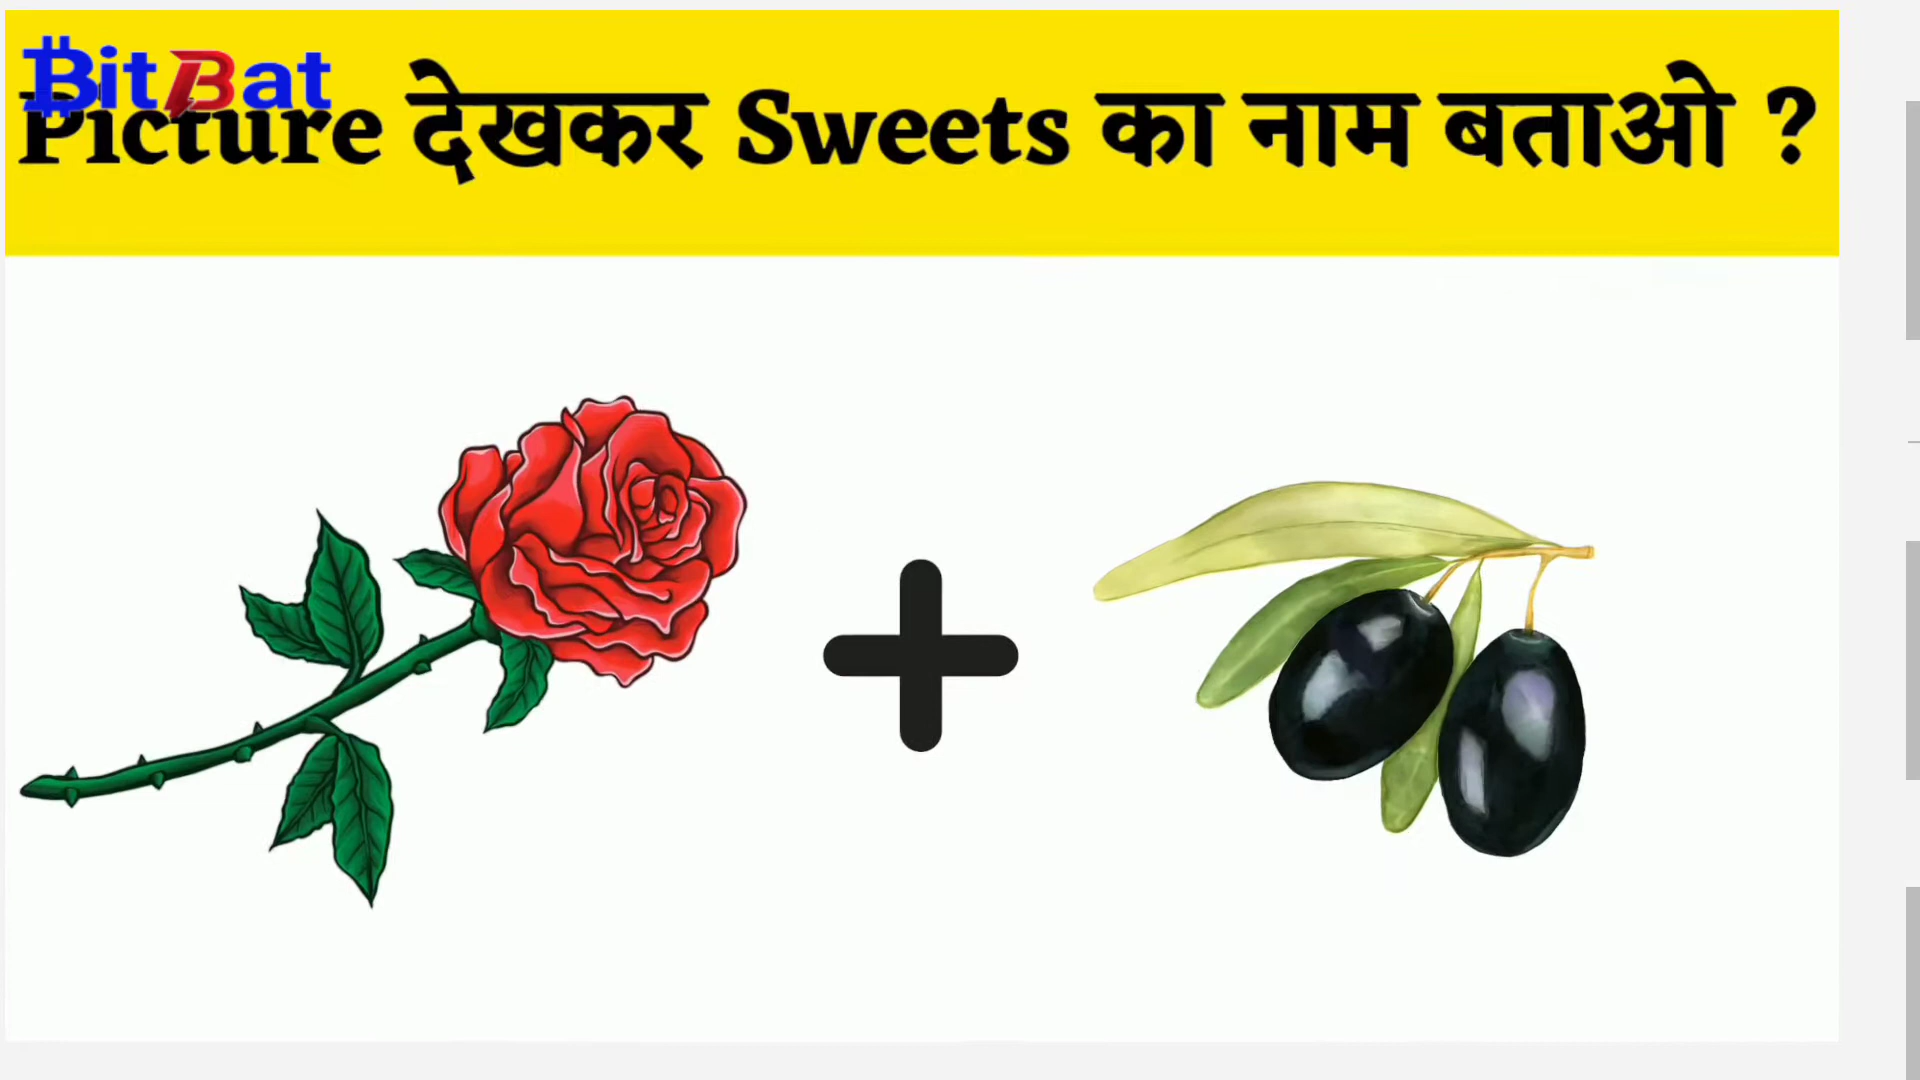 BitBat
Picture देखकर Sweets का नाम बताओ ?